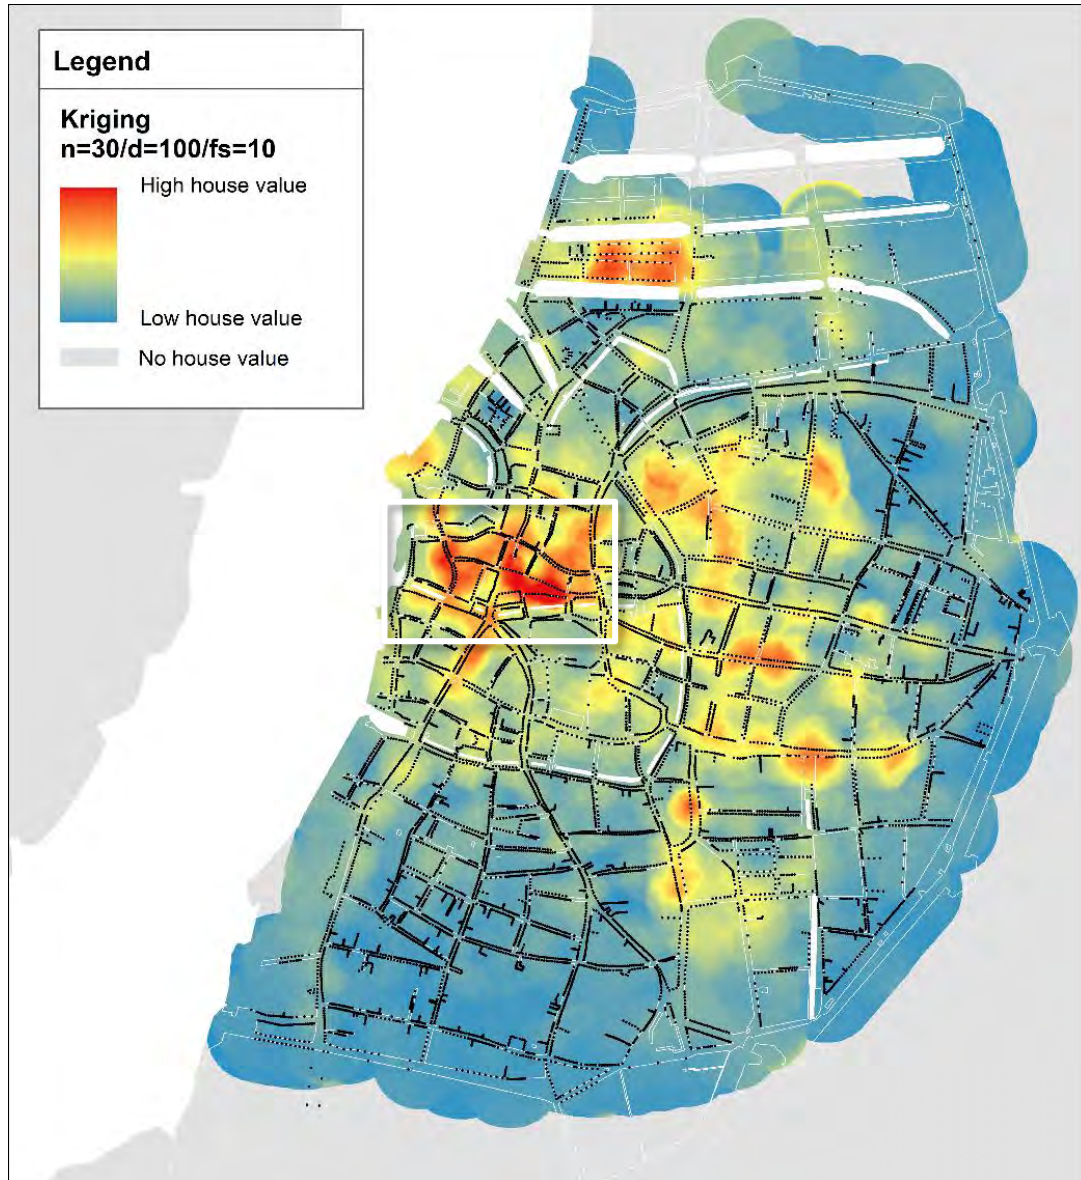 Legend
Kriging
n=30/d=100/fs=10
High house value
Low house value
No house value